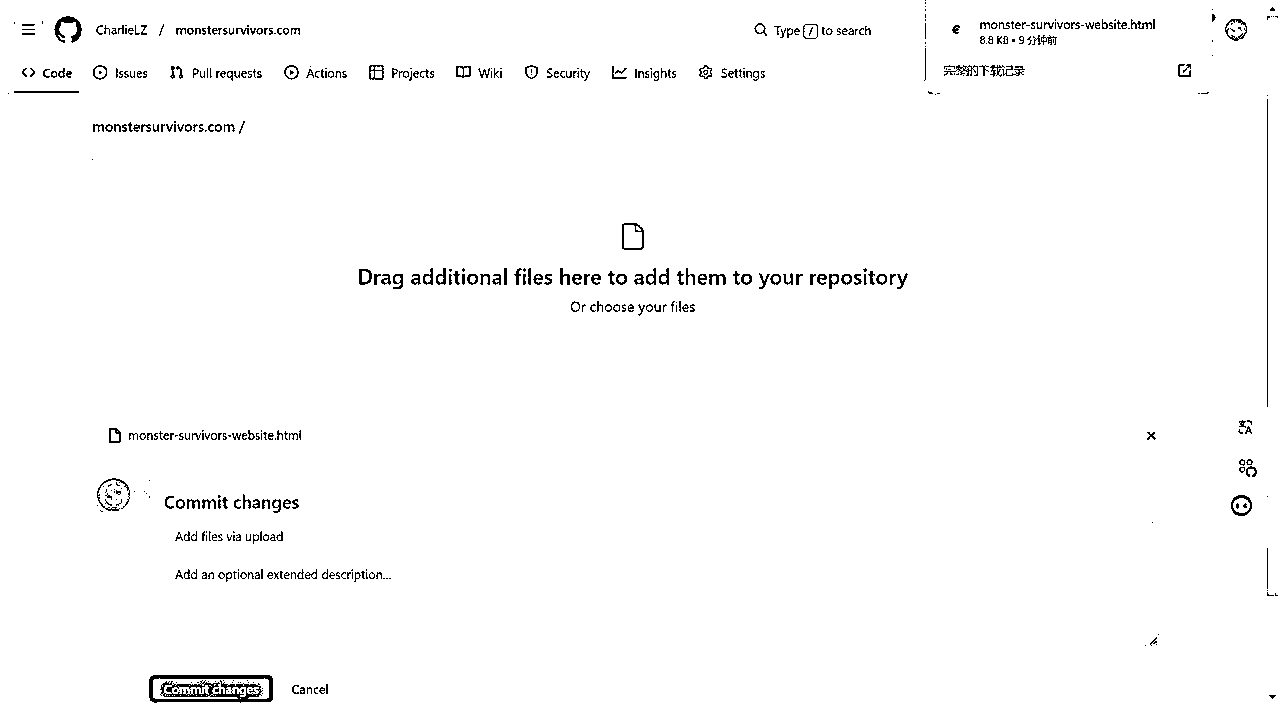 CharlieLZ / monstersurvivors.com
Type / to search
monster-survivors-website.html
8.8 KB • 9 分钟前
完整的下载记录
Code
Issues
Pull requests
Actions
Projects
Wiki
Security
Insights
Settings
monstersurvivors.com /
Drag additional files here to add them to your repository
Or choose your files
monster-survivors-website.html
Commit changes
Add files via upload
Add an optional extended description...
Commit changes
Cancel